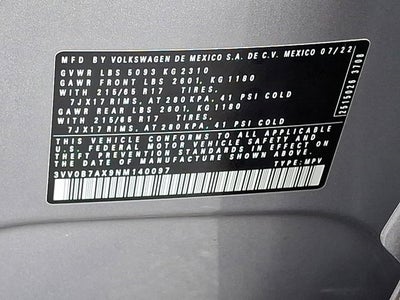 MFD BY VOLKSWAGEN DE MEXICO S.A. DE C.V. MEXICO 07/22
GVWR LBS 5093 KG 2310
GAWR FRONT LBS 2601, KG 1180
WITH 215/65 R17 TIRES.
7JX17 RIMS, AT 280 KPA, 41 PSI COLD
GAWR REAR LBS 2601, KG 1180
WITH 215/65 R17 TIRES.
7JX17 RIMS, AT 280 KPA, 41 PSI COLD
THIS VEHICLE CONFORMS TO ALL APPLICABLE
U.S. FEDERAL MOTOR VEHICLE SAFETY AND
THEFT PREVENTION STANDARDS IN EFFECT ON
THE DATE OF MANUFACTURE SHOWN ABOVE.
3VV0B7AX9NM140097 TYPE: MPV
2515026 3708